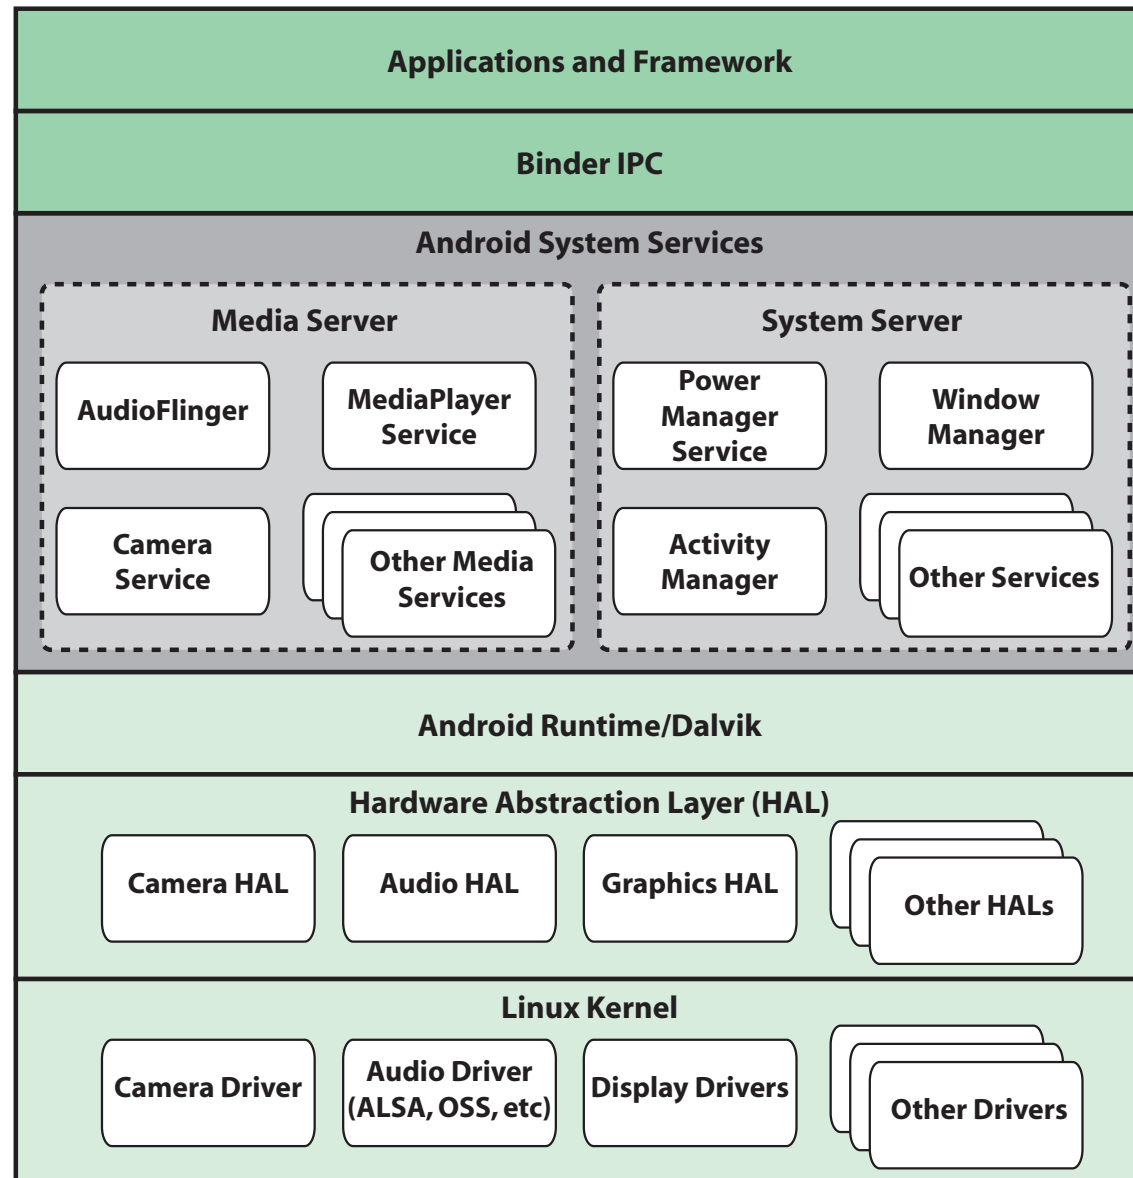 Applications and Framework
Binder IPC
Android System Services
Media Server
AudioFlinger
MediaPlayer
Service
Camera
Service
Other Media
Services
System Server
Power
Manager
Service
Window
Manager
Activity
Manager
Other Services
Android Runtime/Dalvik
Hardware Abstraction Layer (HAL)
Camera HAL
Audio HAL
Graphics HAL
Other HALs
Linux Kernel
Camera Driver
Audio Driver
(ALSA, OSS, etc)
Display Drivers
Other Drivers